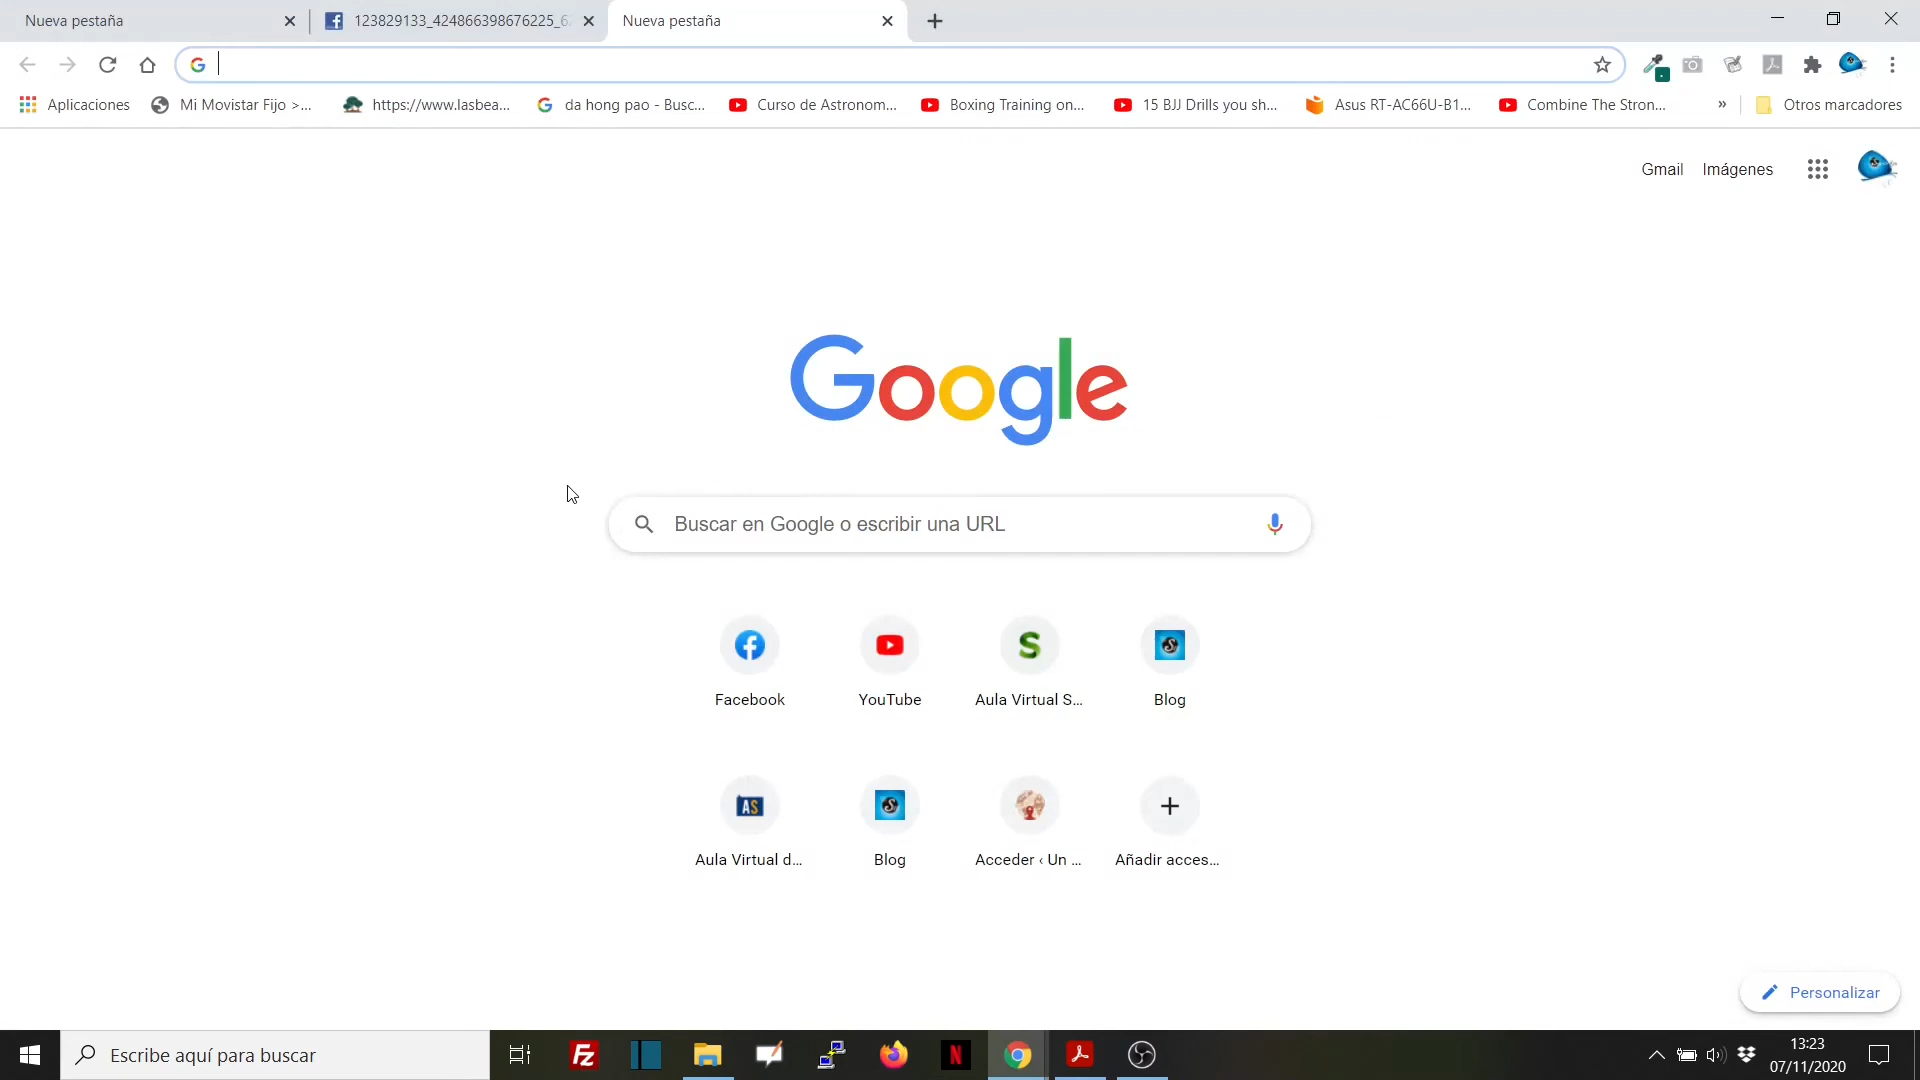 Nueva pestaña
123829133_424866398676225_6
Nueva pestaña
Aplicaciones
Mi Movistar Fijo >...
https://www.lasbea...
da hong pao - Busc...
Curso de Astronom...
Boxing Training on...
15 BJJ Drills you sh...
Asus RT-AC66U-B1...
Combine The Stron...
»
Otros marcadores
Gmail
Imágenes
Google
Buscar en Google o escribir una URL
Facebook
YouTube
Aula Virtual S...
Blog
AS
Aula Virtual d...
Blog
Acceder ‹ Un ...
Añadir acces...
Personalizar
Escribe aquí para buscar
13:23
07/11/2020